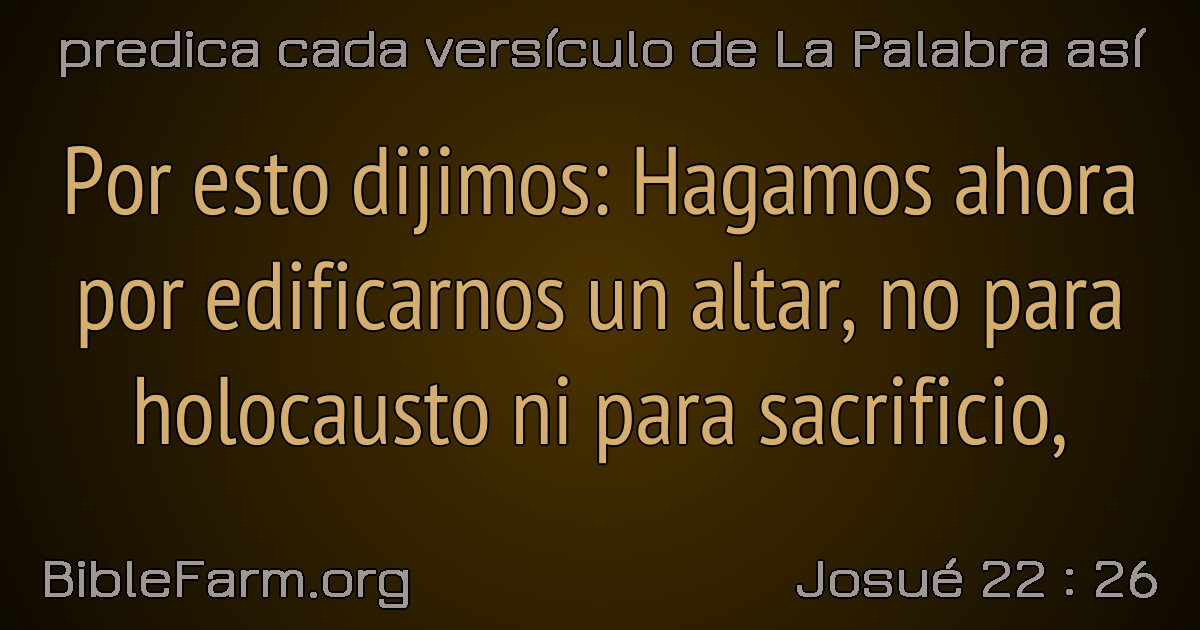 predica cada versículo de La Palabra así
Por esto dijimos: Hagamos ahora
por edificarnos un altar, no para
holocausto ni para sacrificio,
BibleFarm.org
Josué 22 : 26